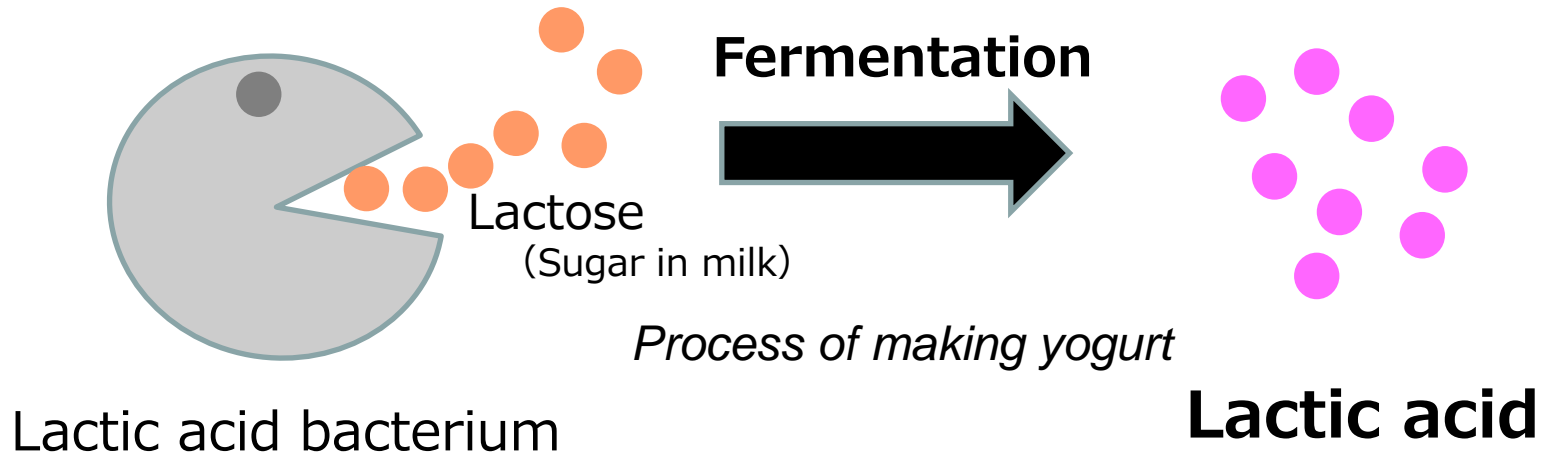 Fermentation
Lactose
（Sugar in milk）
Process of making yogurt
Lactic acid bacterium
Lactic acid